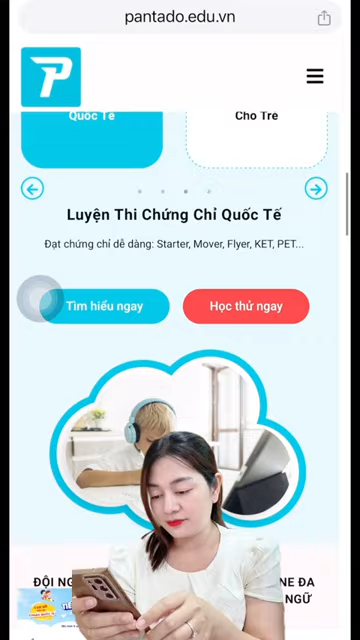 pantado.edu.vn
P
Quốc Tế
Cho Trẻ
Luyện Thi Chứng Chỉ Quốc Tế
Đạt chứng chỉ dễ dàng: Starter, Mover, Flyer, KET, PET...
Tìm hiểu ngay
Học thử ngay
ĐỘI NG
NE ĐA
NGỮ